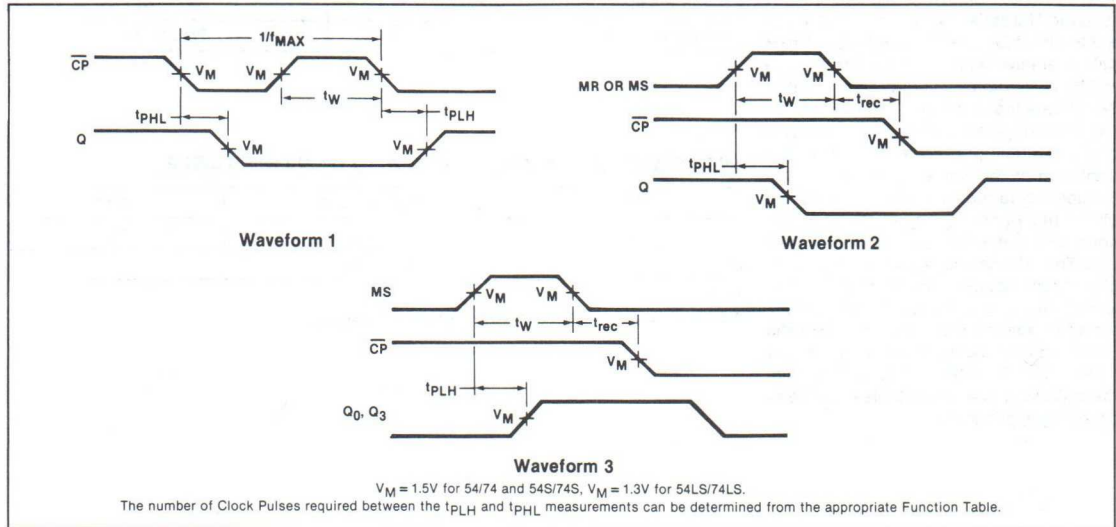 1/fMAX
CP
VM VM VM
tW
tPHL tPLH
Q
VM VM
Waveform 1
VM VM
MR OR MS
tW trec
CP
VM
tPHL
Q
VM
Waveform 2
MS
VM VM
tW trec
CP
VM
tPLH
Q0, Q3
VM
Waveform 3
VM = 1.5V for 54/74 and 54S/74S, VM = 1.3V for 54LS/74LS.
The number of Clock Pulses required between the tPLH and tPHL measurements can be determined from the appropriate Function Table.